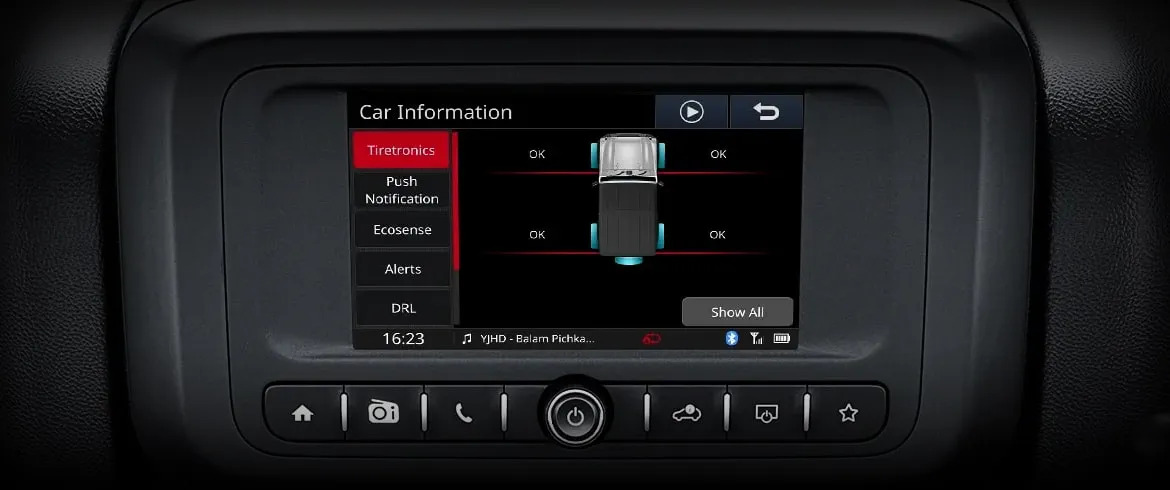 Car Information
Tiretronics
Push
Notification
Ecosense
Alerts
DRL
OK
OK
OK
OK
Show All
16:23
YJHD - Balam Pichka...